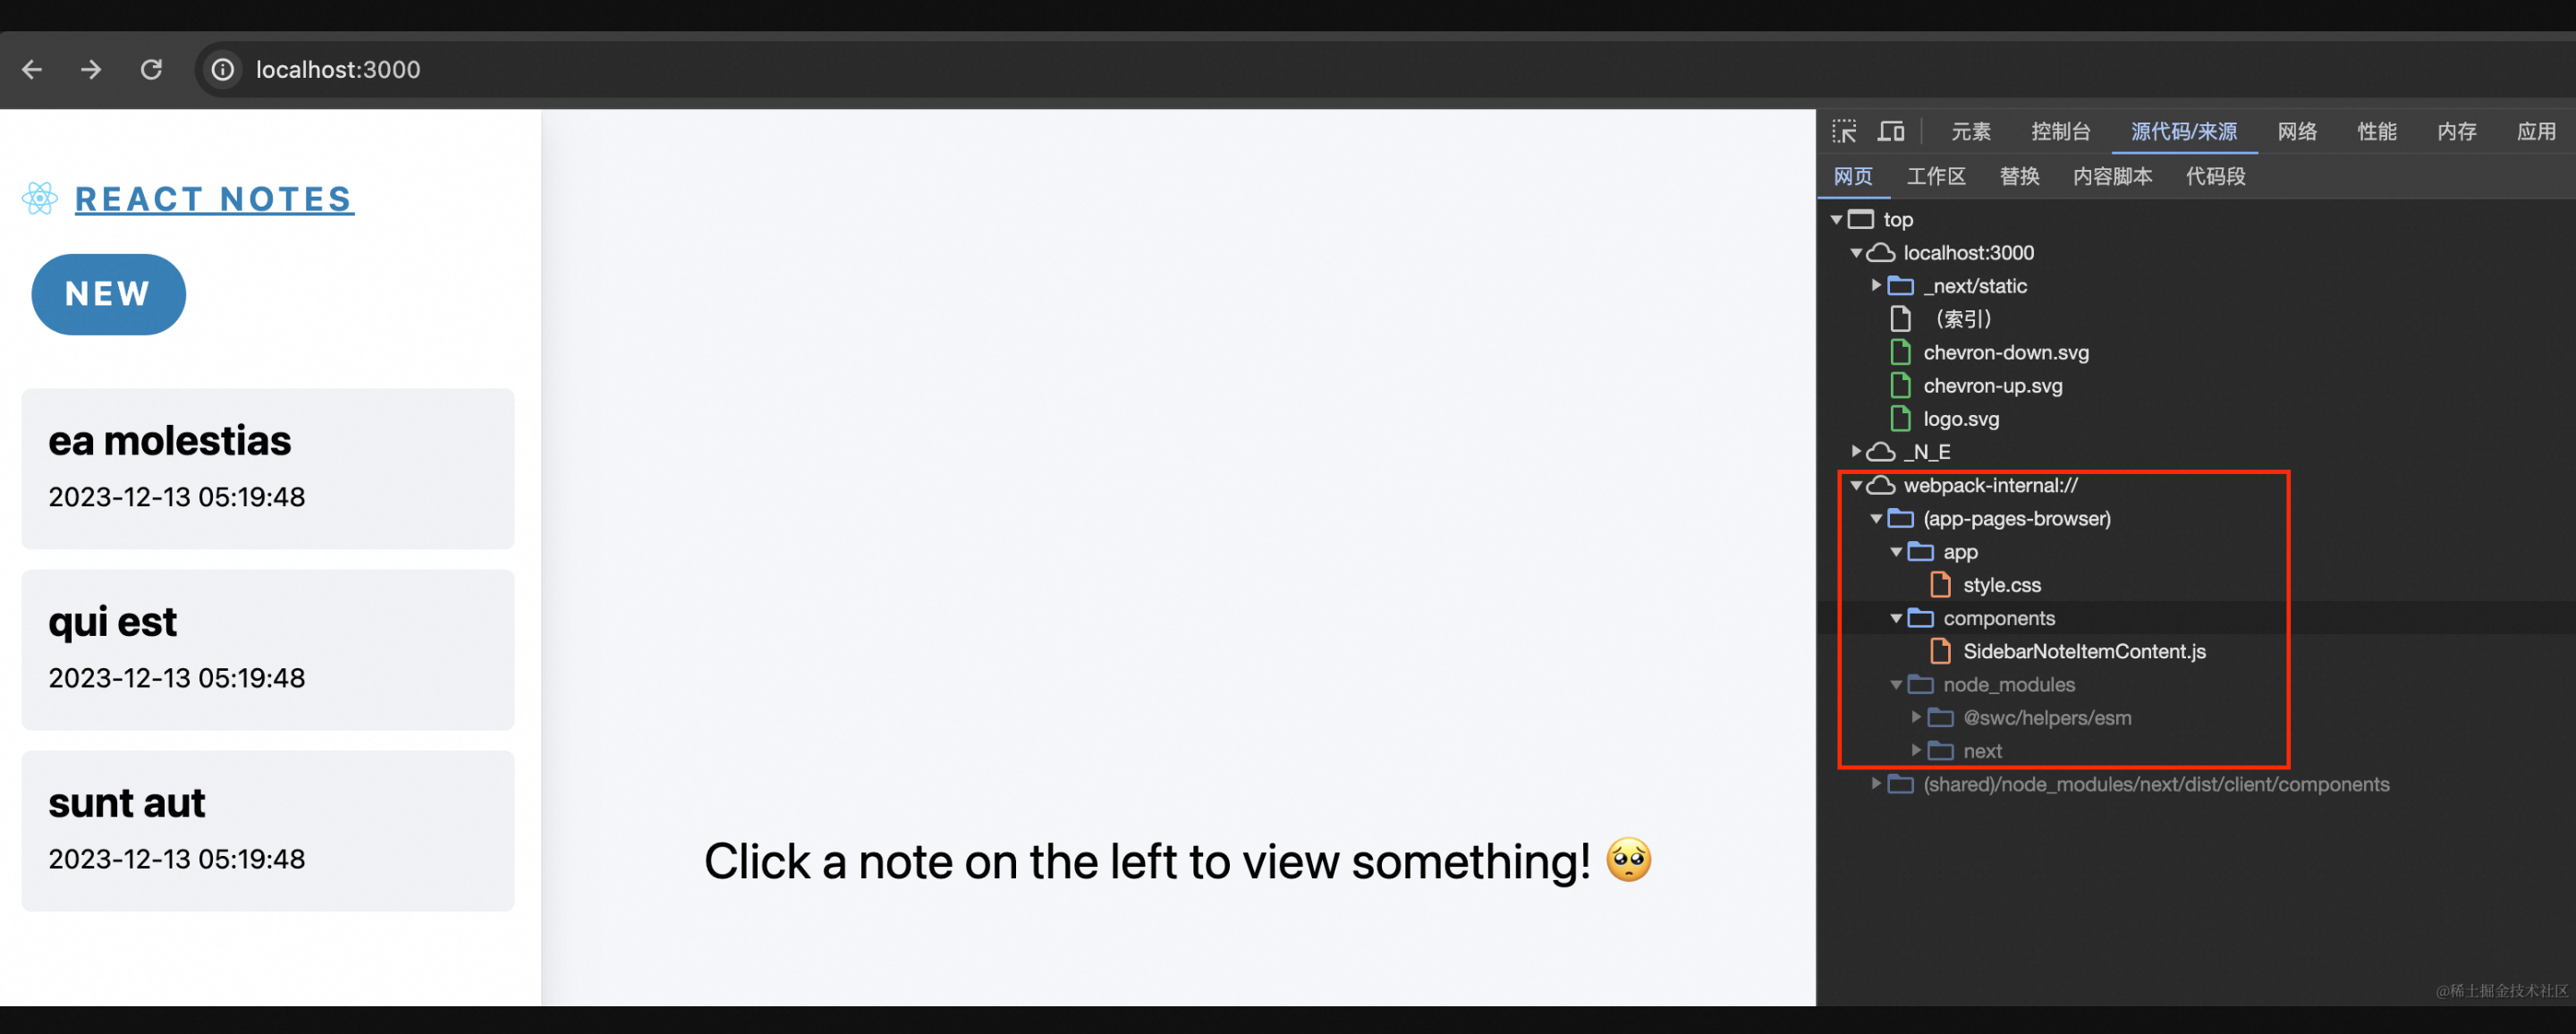 localhost:3000
REACT NOTES
NEW
ea molestias
2023-12-13 05:19:48
qui est
2023-12-13 05:19:48
sunt aut
2023-12-13 05:19:48
Click a note on the left to view something! 🥺
元素 控制台 源代码/来源 网络 性能 内存 应用
网页 工作区 替换 内容脚本 代码段
top
localhost:3000
_next/static
（索引）
chevron-down.svg
chevron-up.svg
logo.svg
_N_E
webpack-internal://
(app-pages-browser)
app
style.css
components
SidebarNoteItemContent.js
node_modules
@swc/helpers/esm
next
(shared)/node_modules/next/dist/client/components
@稀土掘金技术社区